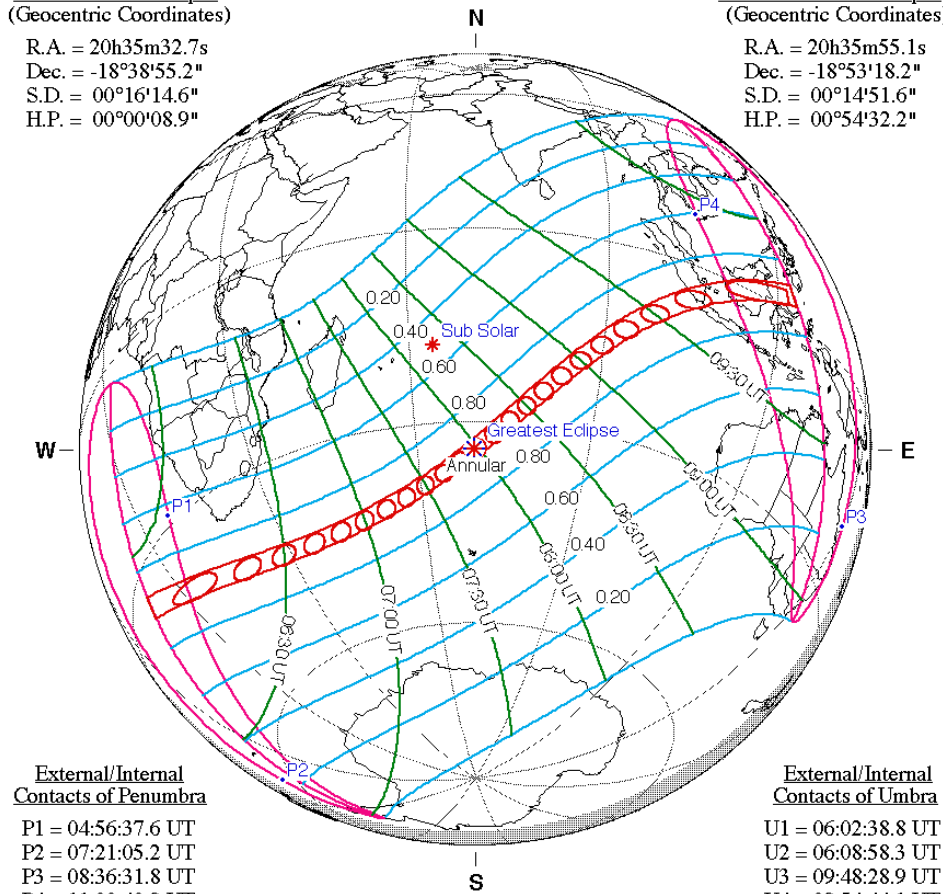 (Geocentric Coordinates)
R.A. = 20h35m32.7s
Dec. = -18°38'55.2"
S.D. = 00°16'14.6"
H.P. = 00°00'08.9"
N
(Geocentric Coordinates)
R.A. = 20h35m55.1s
Dec. = -18°53'18.2"
S.D. = 00°14'51.6"
H.P. = 00°54'32.2"
P4
0.20
0.40
Sub Solar
0.60
09:30 UT
0.80
Greatest Eclipse
W
Annular
0.80
E
09:00 UT
0.60
P1
P3
08:30 UT
0.40
08:00 UT
07:30 UT
07:00 UT
0.20
06:30 UT
P2
External/Internal
Contacts of Penumbra
P1 = 04:56:37.6 UT
P2 = 07:21:05.2 UT
P3 = 08:36:31.8 UT
S
External/Internal
Contacts of Umbra
U1 = 06:02:38.8 UT
U2 = 06:08:58.3 UT
U3 = 09:48:28.9 UT